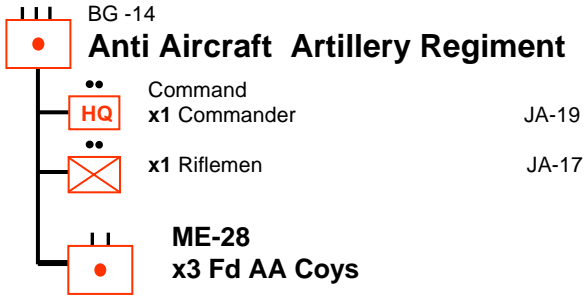 BG -14
Anti Aircraft Artillery Regiment
Command
HQ x1 Commander JA-19
x1 Riflemen JA-17
ME-28
x3 Fd AA Coys